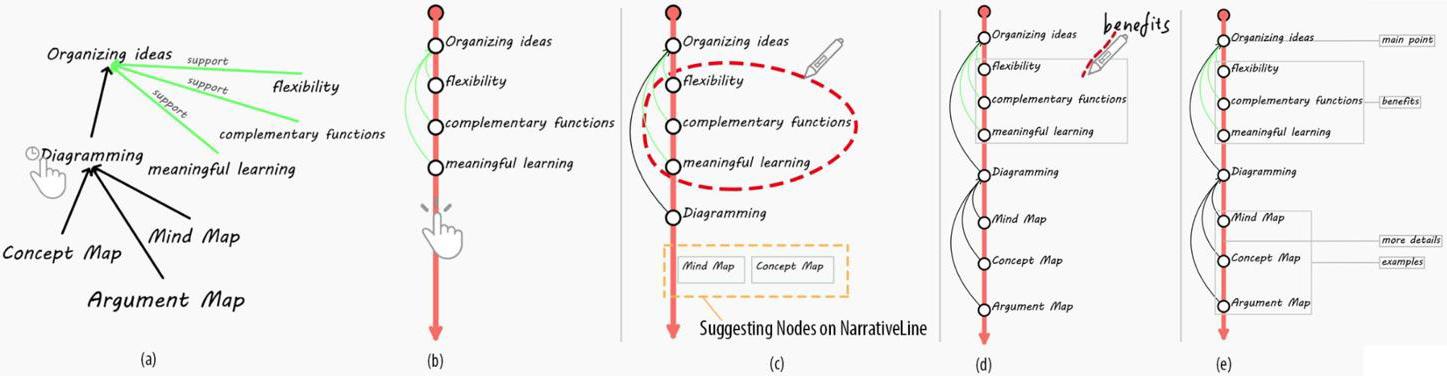 Organizing ideas
support
support
support
flexibility
complementary functions
meaningful learning
Diagramming
Mind Map
Concept Map
Argument Map
(a)
Organizing ideas
flexibility
complementary functions
meaningful learning
(b)
Organizing ideas
flexibility
complementary functions
meaningful learning
Diagramming
Mind Map
Concept Map
Suggesting Nodes on NarrativeLine
(c)
benefits
Organizing ideas
flexibility
complementary functions
meaningful learning
Diagramming
Mind Map
Concept Map
Argument Map
(d)
Organizing ideas
main point
flexibility
complementary functions
benefits
meaningful learning
Diagramming
Mind Map
more details
Concept Map
examples
Argument Map
(e)